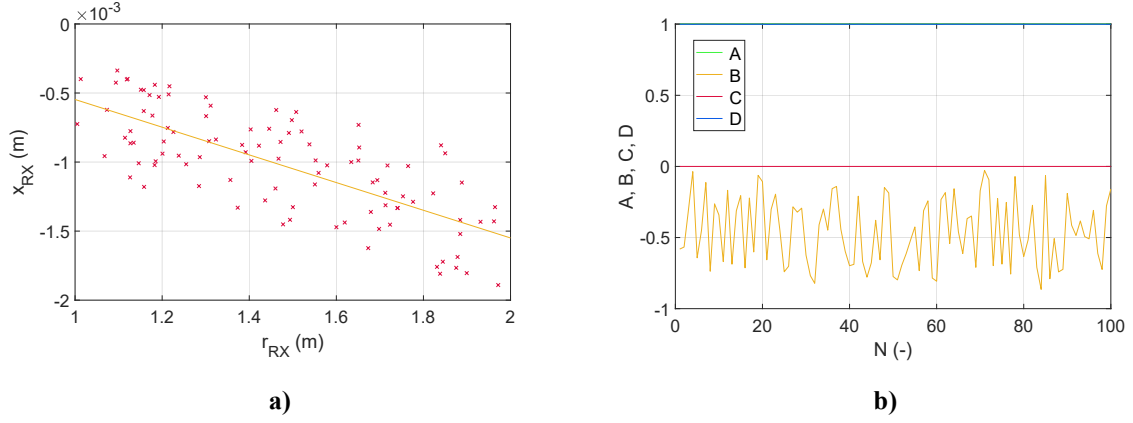 ×10⁻³
0
-0.5
-1
-1.5
-2
x_RX (m)
1
1.2
1.4
1.6
1.8
2
r_RX (m)
a)
1
0.5
0
-0.5
-1
A, B, C, D
A
B
C
D
0
20
40
60
80
100
N (-)
b)